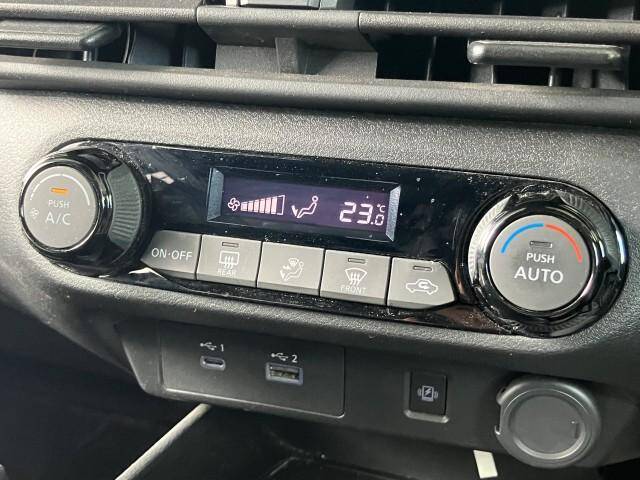 PUSH
A/C
23.0 °C
ON·OFF
REAR
FRONT
PUSH
AUTO
1
2